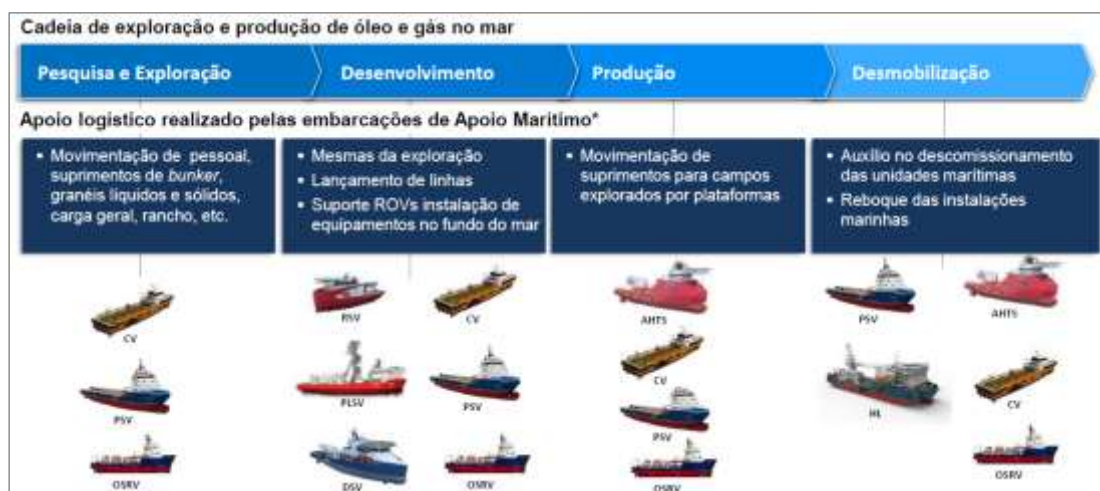 Cadeia de exploração e produção de óleo e gás no mar
Pesquisa e Exploração
Desenvolvimento
Produção
Desmobilização
Apoio logístico realizado pelas embarcações de Apoio Marítimo*
▪ Movimentação de pessoal,
suprimentos de bunker,
granéis líquidos e sólidos,
carga geral, rancho, etc.
▪ Mesmas da exploração
▪ Lançamento de linhas
▪ Suporte ROVs instalação de
equipamentos no fundo do mar
▪ Movimentação de
suprimentos para campos
explorados por plataformas
▪ Auxílio no descomissionamento
das unidades marítimas
▪ Reboque das instalações
marinhas
CV
PSV
OSRV
RSV
CV
PLSV
PSV
DSV
OSRV
AHTS
CV
PSV
OSRV
PSV
AHTS
HL
CV
OSRV